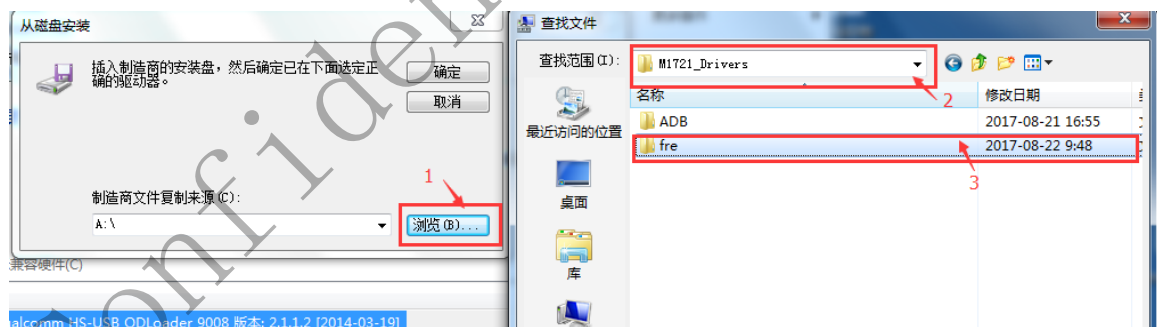 从磁盘安装
插入制造商的安装盘，然后确定已在下面选定正
确的驱动器。
确定
取消
制造商文件复制来源(C):
A:\
浏览(B)...
1
兼容硬件(C)
alcomm HS-USB QDLoader 9008 版本: 2.1.1.2 [2014-03-19]
查找文件
查找范围(I):
M1721_Drivers
2
名称
修改日期
ADB
2017-08-21 16:55
fre
2017-08-22 9:48
3
最近访问的位置
桌面
库
onfiden